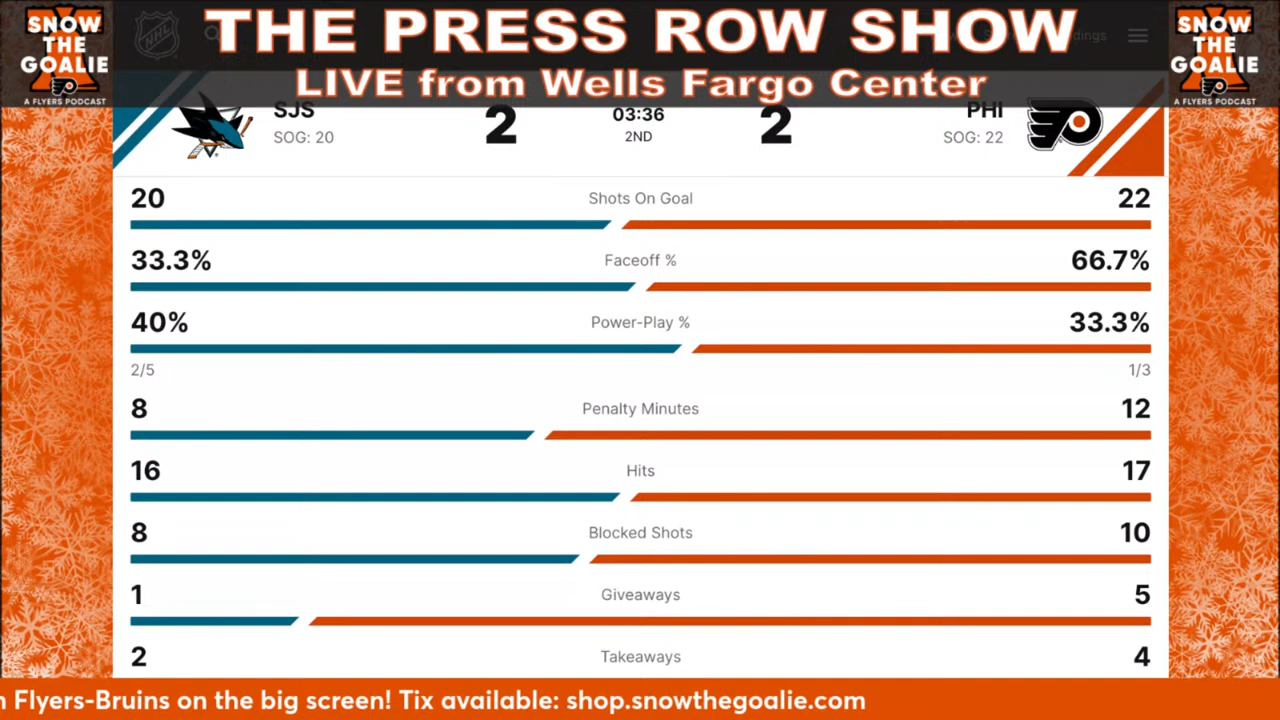 SNOW THE GOALIE
A FLYERS PODCAST
THE PRESS ROW SHOW
LIVE from Wells Fargo Center
SNOW THE GOALIE
A FLYERS PODCAST
NHL
SJS
SOG: 20
2
03:36
2ND
2
PHI
SOG: 22
20 Shots On Goal 22
33.3% Faceoff % 66.7%
40% Power-Play % 33.3%
2/5 1/3
8 Penalty Minutes 12
16 Hits 17
8 Blocked Shots 10
1 Giveaways 5
2 Takeaways 4
Flyers-Bruins on the big screen! Tix available: shop.snowthegoalie.com